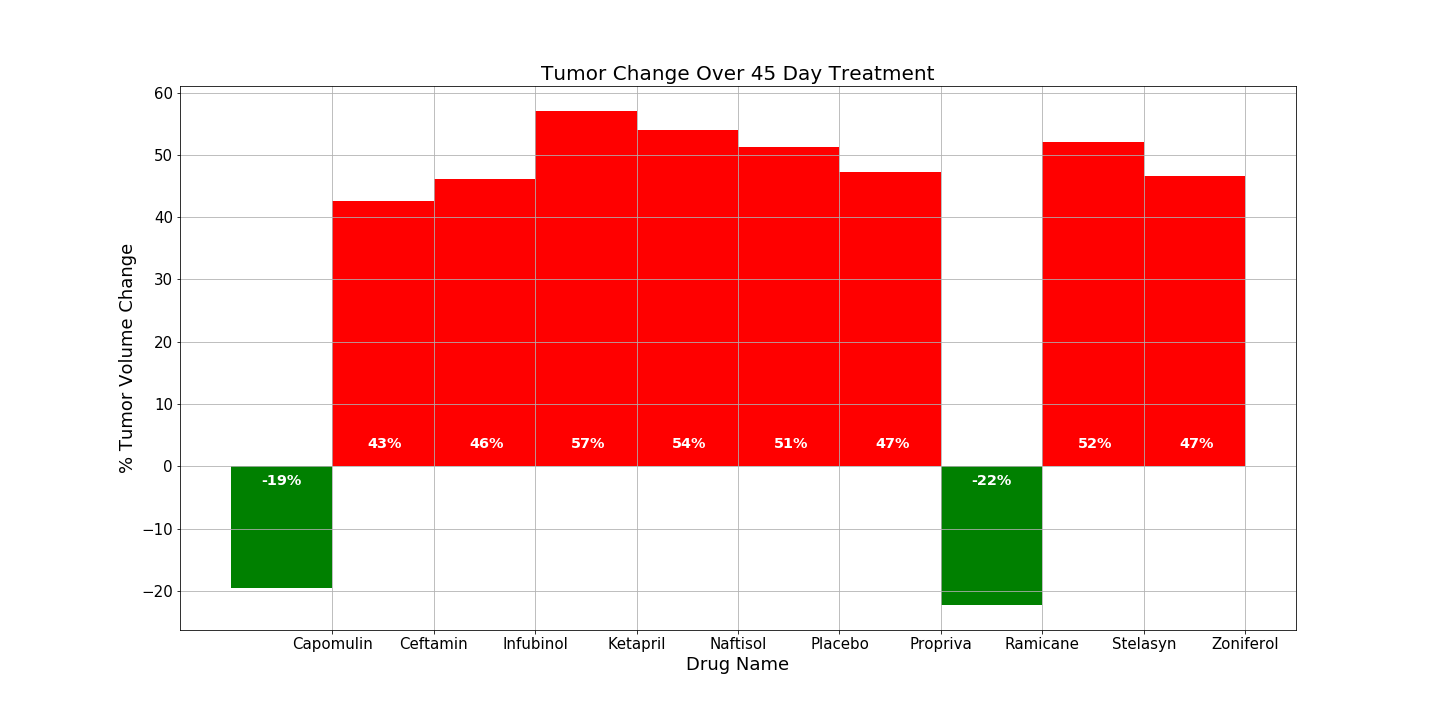 Tumor Change Over 45 Day Treatment
% Tumor Volume Change
60
50
40
30
20
10
0
−10
−20
43% 46% 57% 54% 51% 47% 52% 47%
-19% -22%
Capomulin Ceftamin Infubinol Ketapril Naftisol Placebo Propriva Ramicane Stelasyn Zoniferol
Drug Name